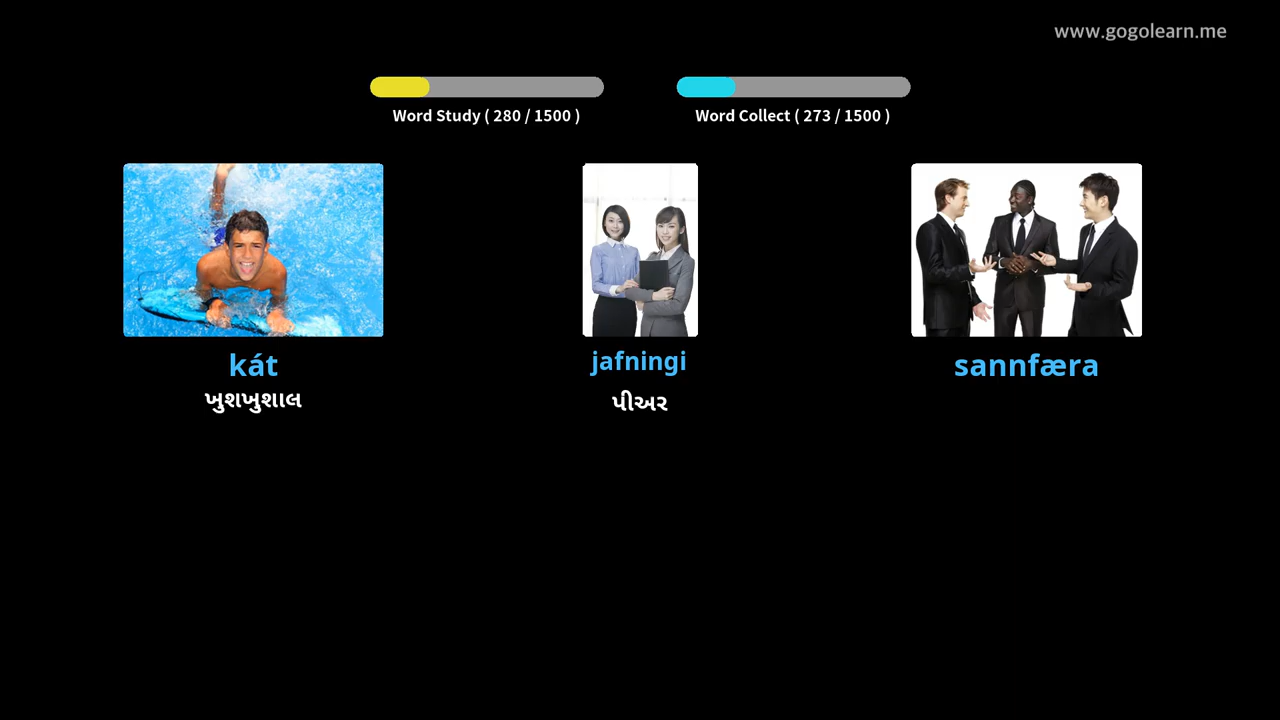 www.gogolearn.me
Word Study ( 280 / 1500 )
Word Collect ( 273 / 1500 )
kát
jafningi
sannfæra
ખુશખુશાલ
પીઅર